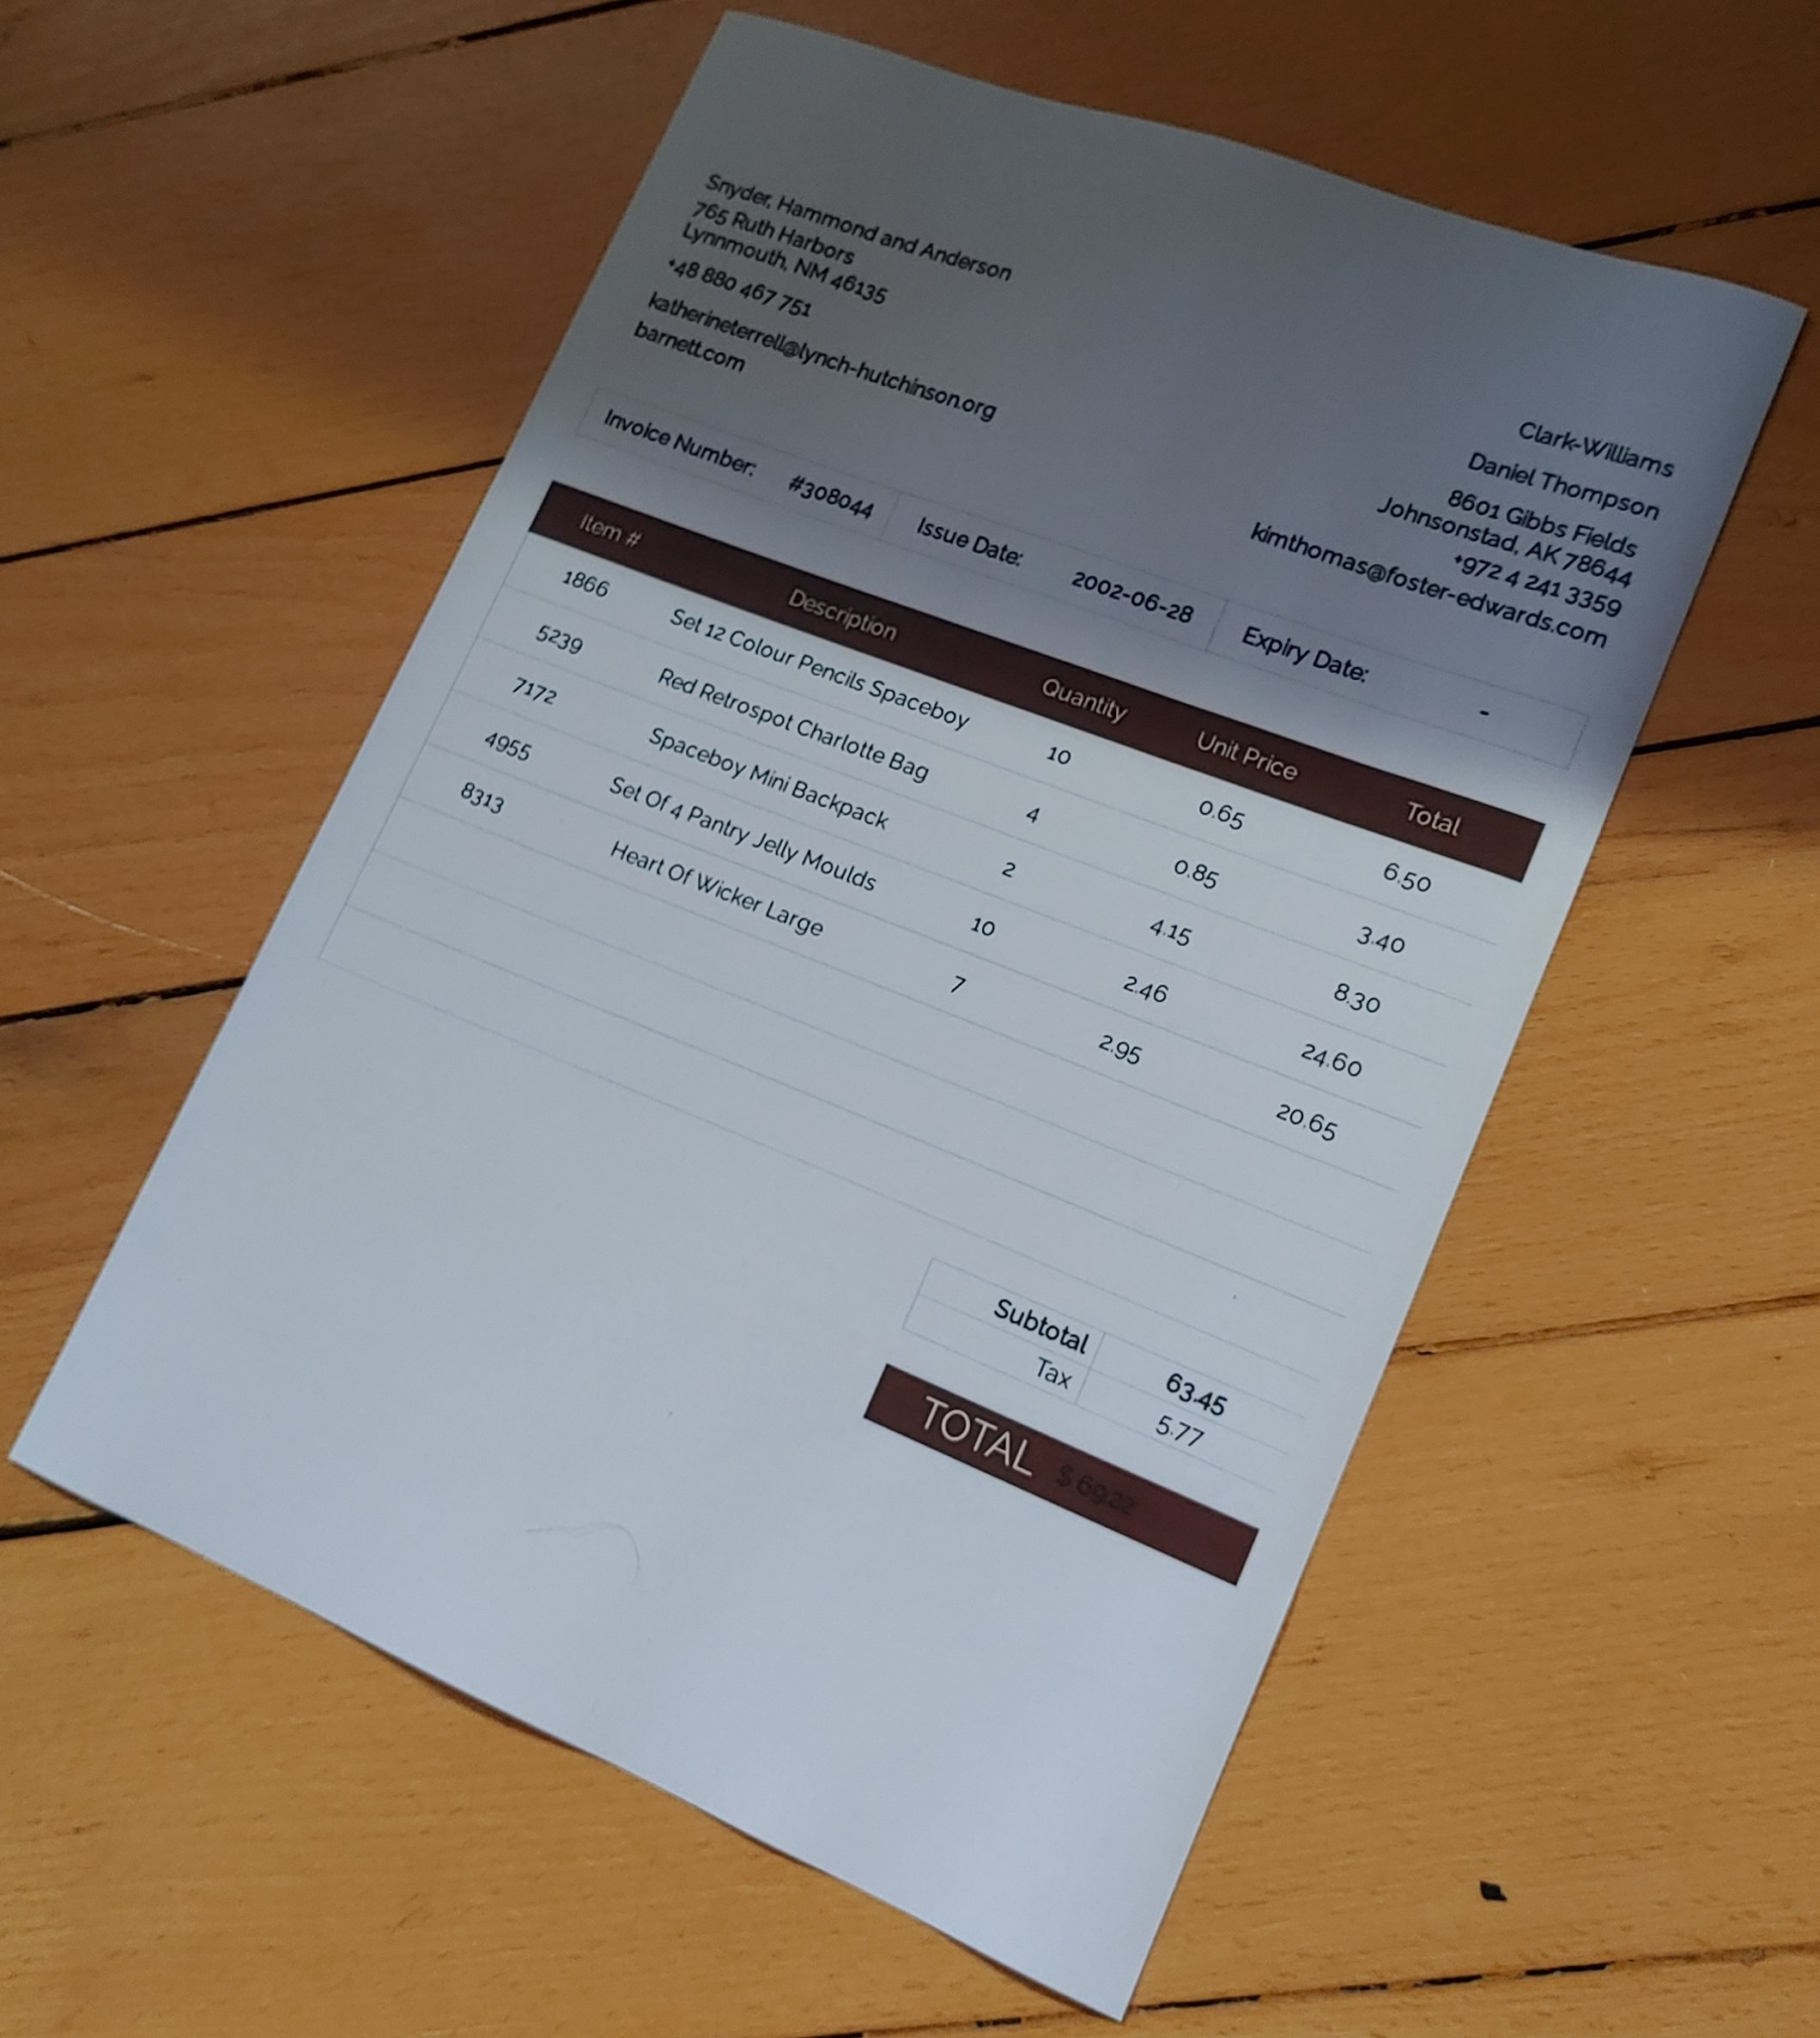 Snyder, Hammond and Anderson
765 Ruth Harbors
Lynnmouth, NM 46135
+48 880 467 751
katherineterrell@lynch-hutchinson.org
barnett.com
Clark-Williams
Daniel Thompson
8601 Gibbs Fields
Johnsonstad, AK 78644
+972 4 241 3359
kimthomas@foster-edwards.com
Invoice Number: #308044 Issue Date: 2002-06-28 Expiry Date: -
Item # Description Quantity Unit Price Total
1866 Set 12 Colour Pencils Spaceboy 10 0.65 6.50
5239 Red Retrospot Charlotte Bag 4 0.85 3.40
7172 Spaceboy Mini Backpack 2 4.15 8.30
4955 Set Of 4 Pantry Jelly Moulds 10 2.46 24.60
8313 Heart Of Wicker Large 7 2.95 20.65
Subtotal 63.45
Tax 5.77
TOTAL $ 69.22